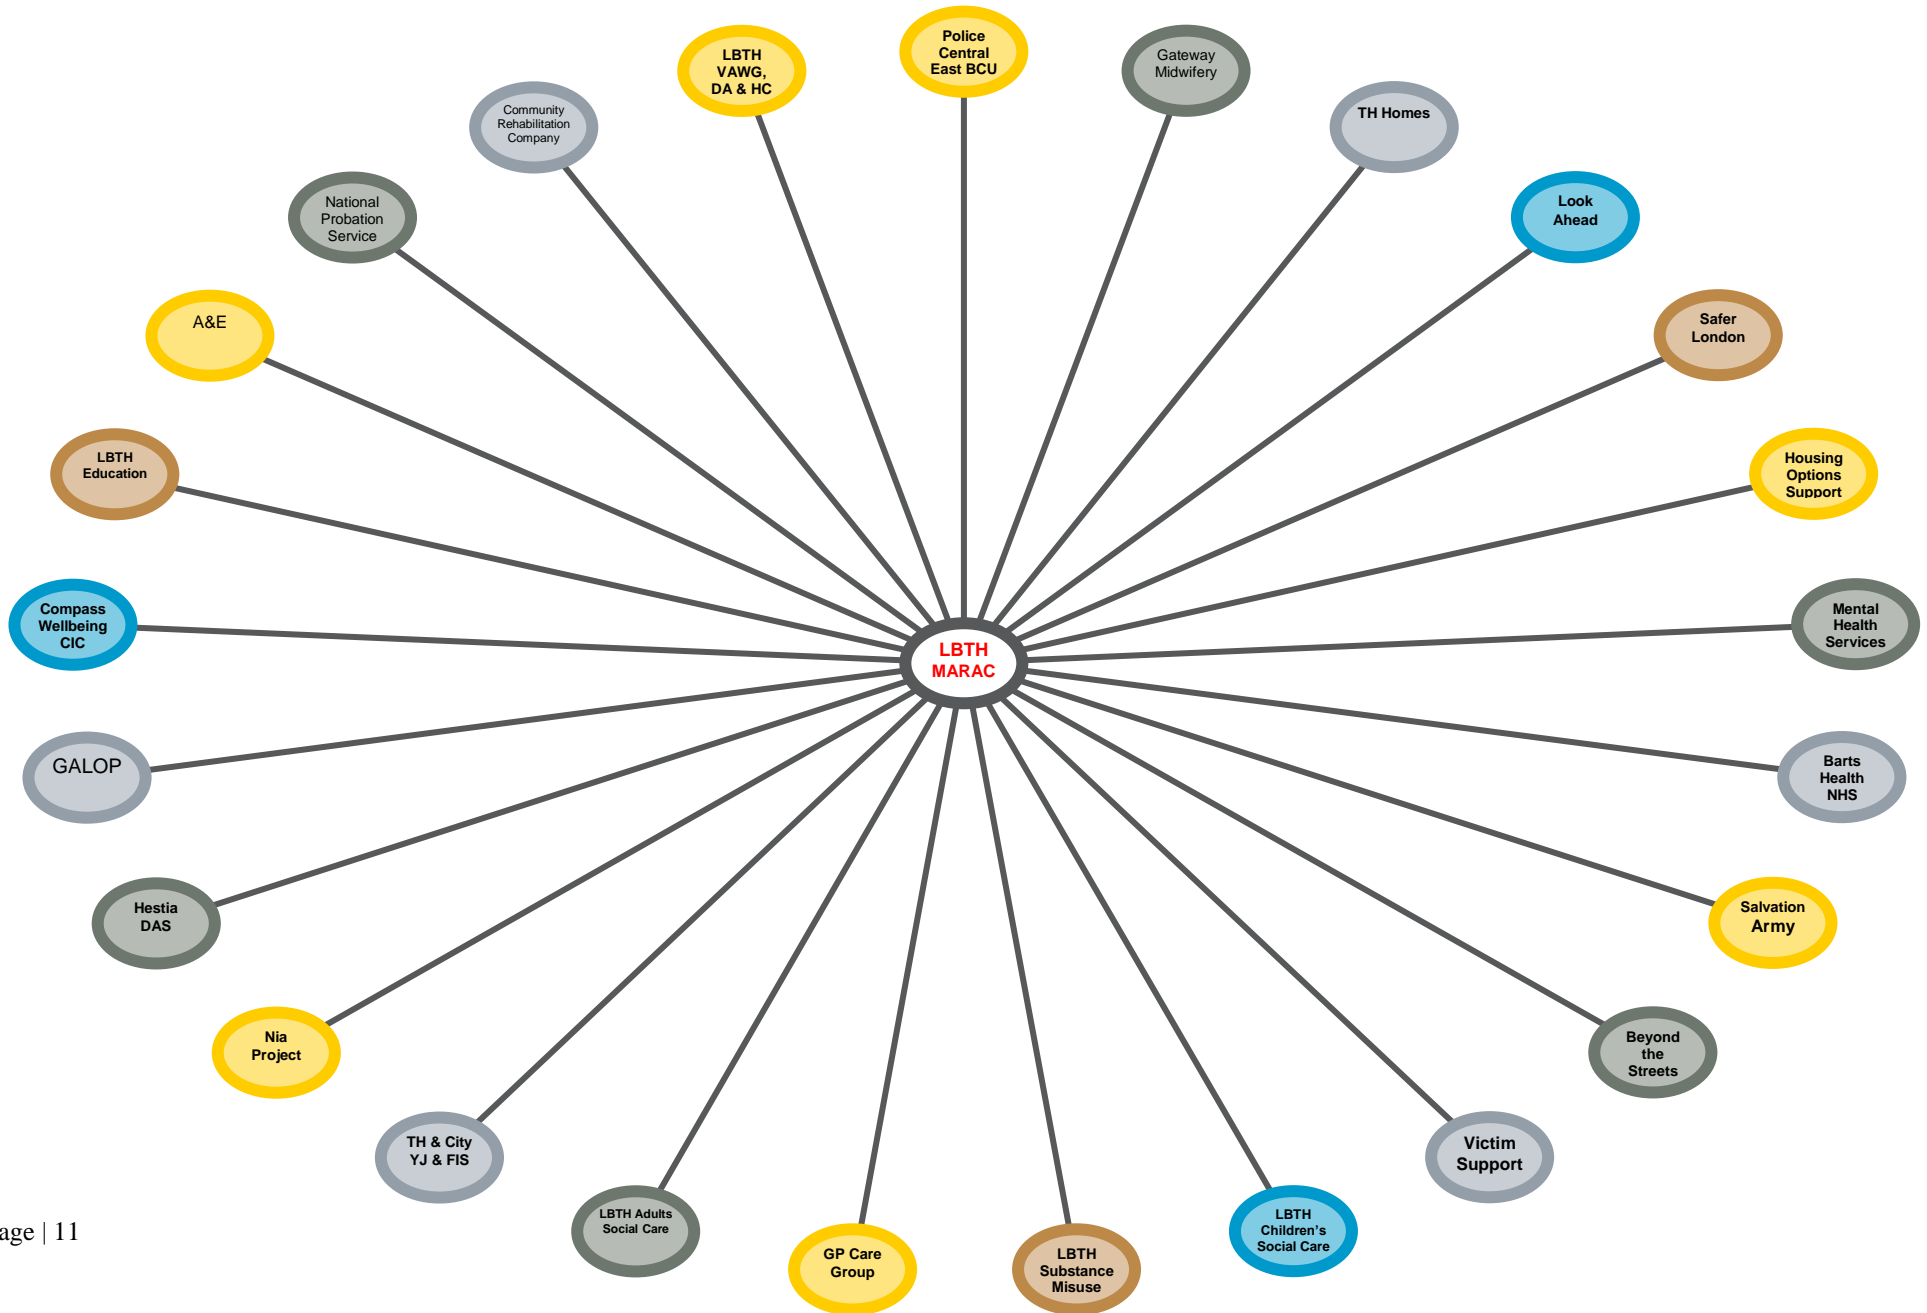 Police
Central
East BCU
Gateway
Midwifery
TH Homes
Look
Ahead
Safer
London
Housing
Options
Support
Mental
Health
Services
Barts
Health
NHS
Salvation
Army
Beyond
the
Streets
Victim
Support
LBTH
Children's
Social Care
LBTH
Substance
Misuse
GP Care
Group
LBTH Adults
Social Care
TH & City
YJ & FIS
Nia
Project
Hestia
DAS
GALOP
Compass
Wellbeing
CIC
LBTH
Education
A&E
National
Probation
Service
Community
Rehabilitation
Company
LBTH
VAWG,
DA & HC
LBTH
MARAC
age | 11